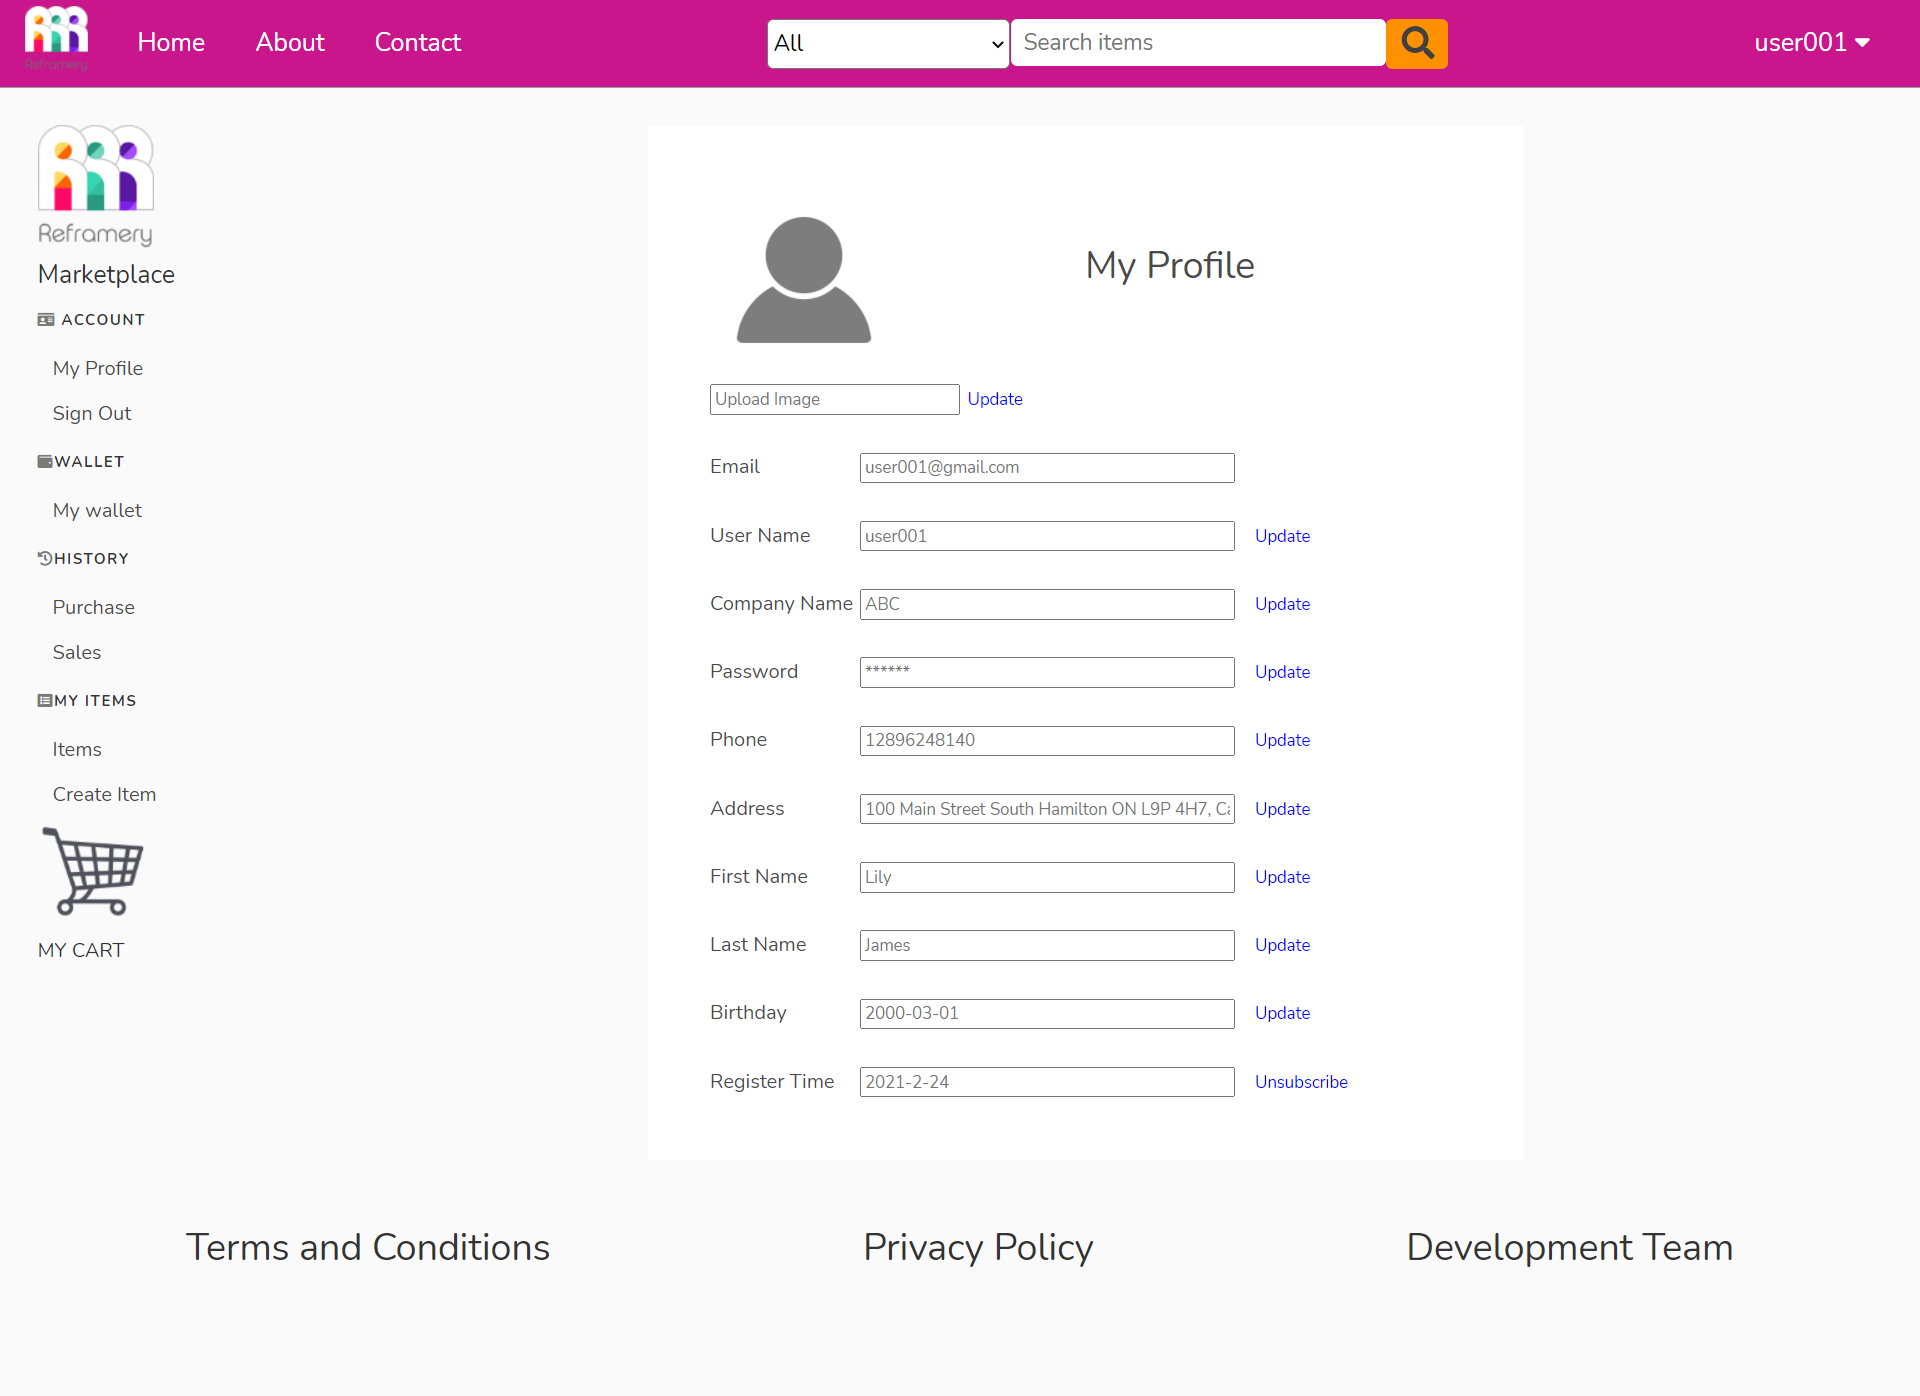 Reframery
Home
About
Contact
All
Search items
user001
Reframery
Marketplace
ACCOUNT
My Profile
Sign Out
WALLET
My wallet
HISTORY
Purchase
Sales
MY ITEMS
Items
Create Item
MY CART
My Profile
Upload Image Update
Email user001@gmail.com
User Name user001 Update
Company Name ABC Update
Password ****** Update
Phone 12896248140 Update
Address 100 Main Street South Hamilton ON L9P 4H7, Ca Update
First Name Lily Update
Last Name James Update
Birthday 2000-03-01 Update
Register Time 2021-2-24 Unsubscribe
Terms and Conditions
Privacy Policy
Development Team